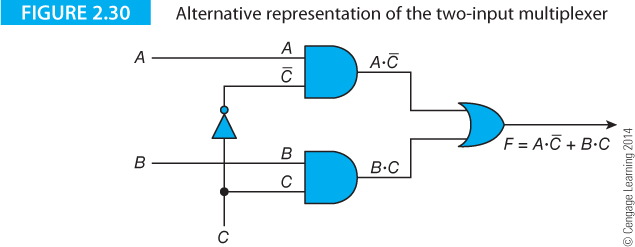 FIGURE 2.30 Alternative representation of the two-input multiplexer
A
A
C̅
A·C̅
B
B
C
B·C
C
F = A·C̅ + B·C
© Cengage Learning 2014